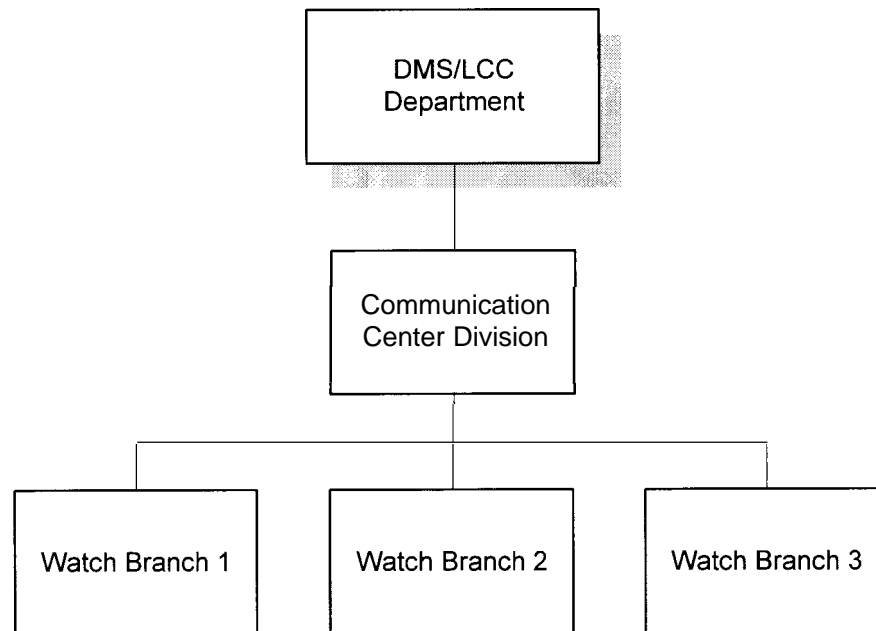 DMS/LCC
Department
Communication
Center Division
Watch Branch 1
Watch Branch 2
Watch Branch 3